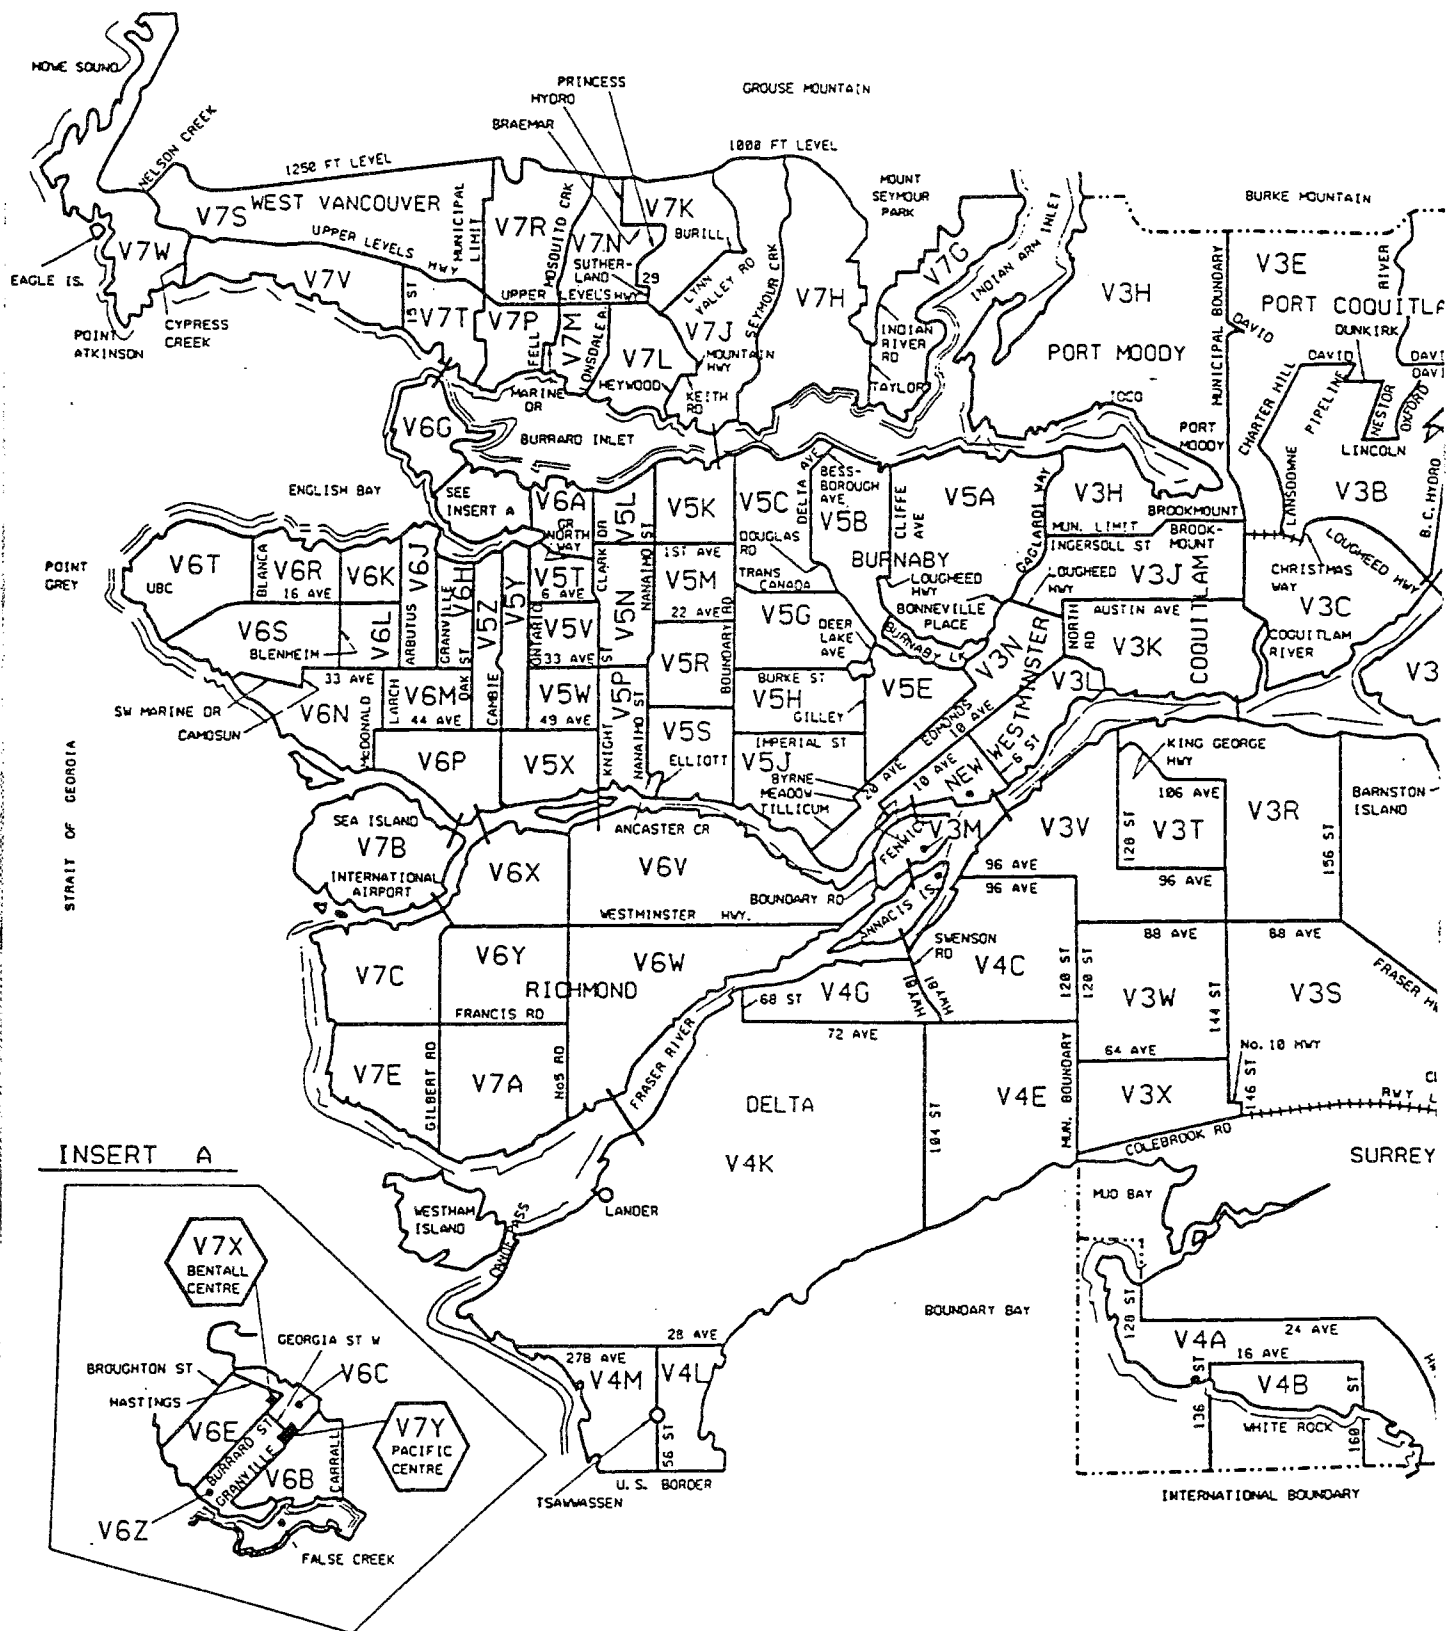 HOWE SOUND
NELSON CREEK
1250 FT LEVEL
PRINCESS
HYDRO
BRAEMAR
GROUSE MOUNTAIN
1000 FT LEVEL
MOUNT
SEYMOUR
PARK
BURKE MOUNTAIN
V7S
WEST VANCOUVER
MUNICIPAL
LIMIT
V7R
MOSQUITO CRK
V7N
V7K
BURILL
SUTHER-
LAND
29
LYNN
VALLEY RD
SEYMOUR CRK
V7H
V7G
INDIAN ARM INLET
V3H
MUNICIPAL BOUNDARY
V3E
RIVER
PORT COQUITLA
EAGLE IS.
V7W
UPPER LEVELS HWY
V7V
15 ST
V7T
V7P
UPPER LEVELS HWY
FELL
V7M
ONSDALE A
V7L
V7J
MOUNTAIN
HWY
HEYWOOD
KEITH
RD
MARINE
DR
INDIAN
RIVER
RD
TAYLOR
PORT MOODY
DAVID
DUNKIRK
DAVID
DAVI
DAVI
POINT
ATKINSON
CYPRESS
CREEK
CHARTER HILL
PIPELINE
NESTOR
OXFORD
LINCOLN
IOCO
PORT
MOODY
V6G
BURRARD INLET
ENGLISH BAY
SEE
INSERT A
V6A
GR
NORTH
WAY
CLARK DR
V5L
NANAIMO ST
V5K
V5C
DELTA AVE
BESS-
BOROUGH
AVE
V5B
CLIFFE
AVE
V5A
GAGLARDI WAY
V3H
BROOKMOUNT
MUN. LIMIT
BROOK-
MOUNT
INGERSOLL ST
LANSDOWNE
V3B
LOUGHEED HWY
B.C. HYDRO
POINT
GREY
V6T
UBC
BLANCA
V6R
16 AVE
V6K
V6J
V6H
V5Z
V5Y
V5T
6 AVE
1ST AVE
V5M
22 AVE
DOUGLAS
RD
TRANS
CANADA
BURNABY
LOUGHEED
HWY
BONNEVILLE
PLACE
LOUGHEED
HWY
V3J
AUSTIN AVE
CHRISTMAS
WAY
V3C
V6S
BLENHEIM
V6L
ARBUTUS
GRANVILLE
OAK ST
CAMBIE
ONTARIO
V5V
33 AVE
V5N
V5R
BOUNDARY RD
V5G
DEER
LAKE
AVE
BURNABY LK
V3N
NORTH
RD
V3K
COQUITLAM
COQUITLAM
RIVER
33 AVE
SW MARINE DR
CAMOSUN
V6N
McDONALD
LARCH
V6M
44 AVE
V5W
49 AVE
V5P
KNIGHT
ST
NANAIMO ST
BURKE ST
V5H
GILLEY
V5E
V3L
V3
V6P
V5X
V5S
ELLIOTT
IMPERIAL ST
V5J
BYRNE
MEADOW
TILLICUM
EDMONDS
20 AVE
10 AVE
10 AVE
NEW WESTMINSTER
6 ST
KING GEORGE
HWY
106 AVE
STRAIT OF GEORGIA
SEA ISLAND
V7B
INTERNATIONAL
AIRPORT
ANCASTER CR
FENWICK
V3M
V3V
128 ST
V3T
96 AVE
V3R
156 ST
BARNSTON
ISLAND
V6X
V6V
BOUNDARY RD
ANNACIS IS.
96 AVE
96 AVE
WESTMINSTER HWY.
V7C
V6Y
RICHMOND
V6W
FRANCIS RD
SWENSON
RD
V4C
120 ST
120 ST
88 AVE
88 AVE
68 ST
V4G
HWY 91
HWY 91
V3W
144 ST
V3S
FRASER H
72 AVE
V7E
GILBERT RD
V7A
No5 RD
FRASER RIVER
DELTA
104 ST
V4E
MUN. BOUNDARY
64 AVE
V3X
No. 10 HWY
146 ST
RWY
COLEBROOK RD
V4K
SURREY
MUD BAY
WESTHAM
ISLAND
CANOE PASS
LANDER
BOUNDARY BAY
128 ST
V4A
24 AVE
16 AVE
V4B
WHITE ROCK
136 ST
160 ST
28 AVE
27B AVE
V4M
V4L
56 ST
U.S. BORDER
TSAWWASSEN
INTERNATIONAL BOUNDARY
INSERT A
V7X
BENTALL
CENTRE
GEORGIA ST W
BROUGHTON ST
HASTINGS
V6C
V6E
BURRARD ST
GRANVILLE
V7Y
PACIFIC
CENTRE
V6B
CARRALL
V6Z
FALSE CREEK